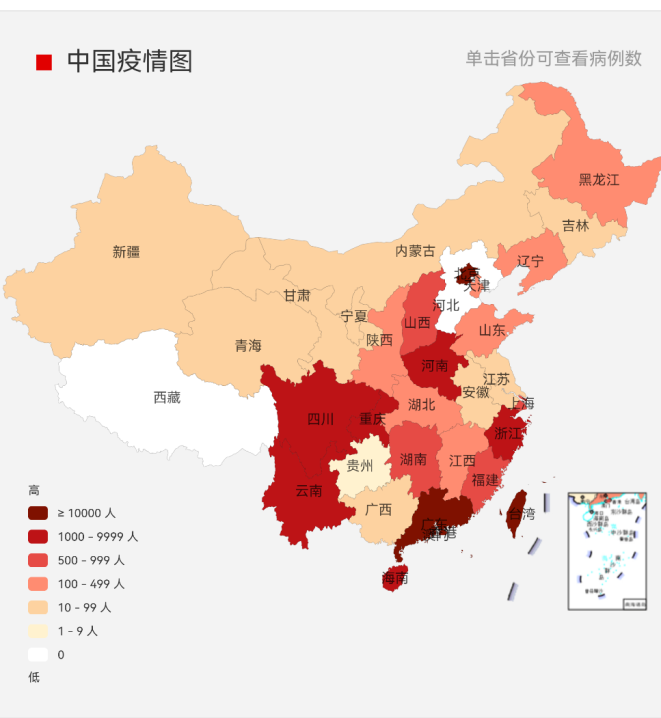 中国疫情图
单击省份可查看病例数
黑龙江
吉林
新疆
内蒙古
辽宁
北京
天津
甘肃
河北
宁夏
山西
山东
陕西
青海
河南
江苏
安徽
西藏
湖北
上海
四川
重庆
浙江
湖南
江西
贵州
福建
云南
广西
台湾
广东
香港
海南
高
≥ 10000 人
1000 - 9999 人
500 - 999 人
100 - 499 人
10 - 99 人
1 - 9 人
0
低